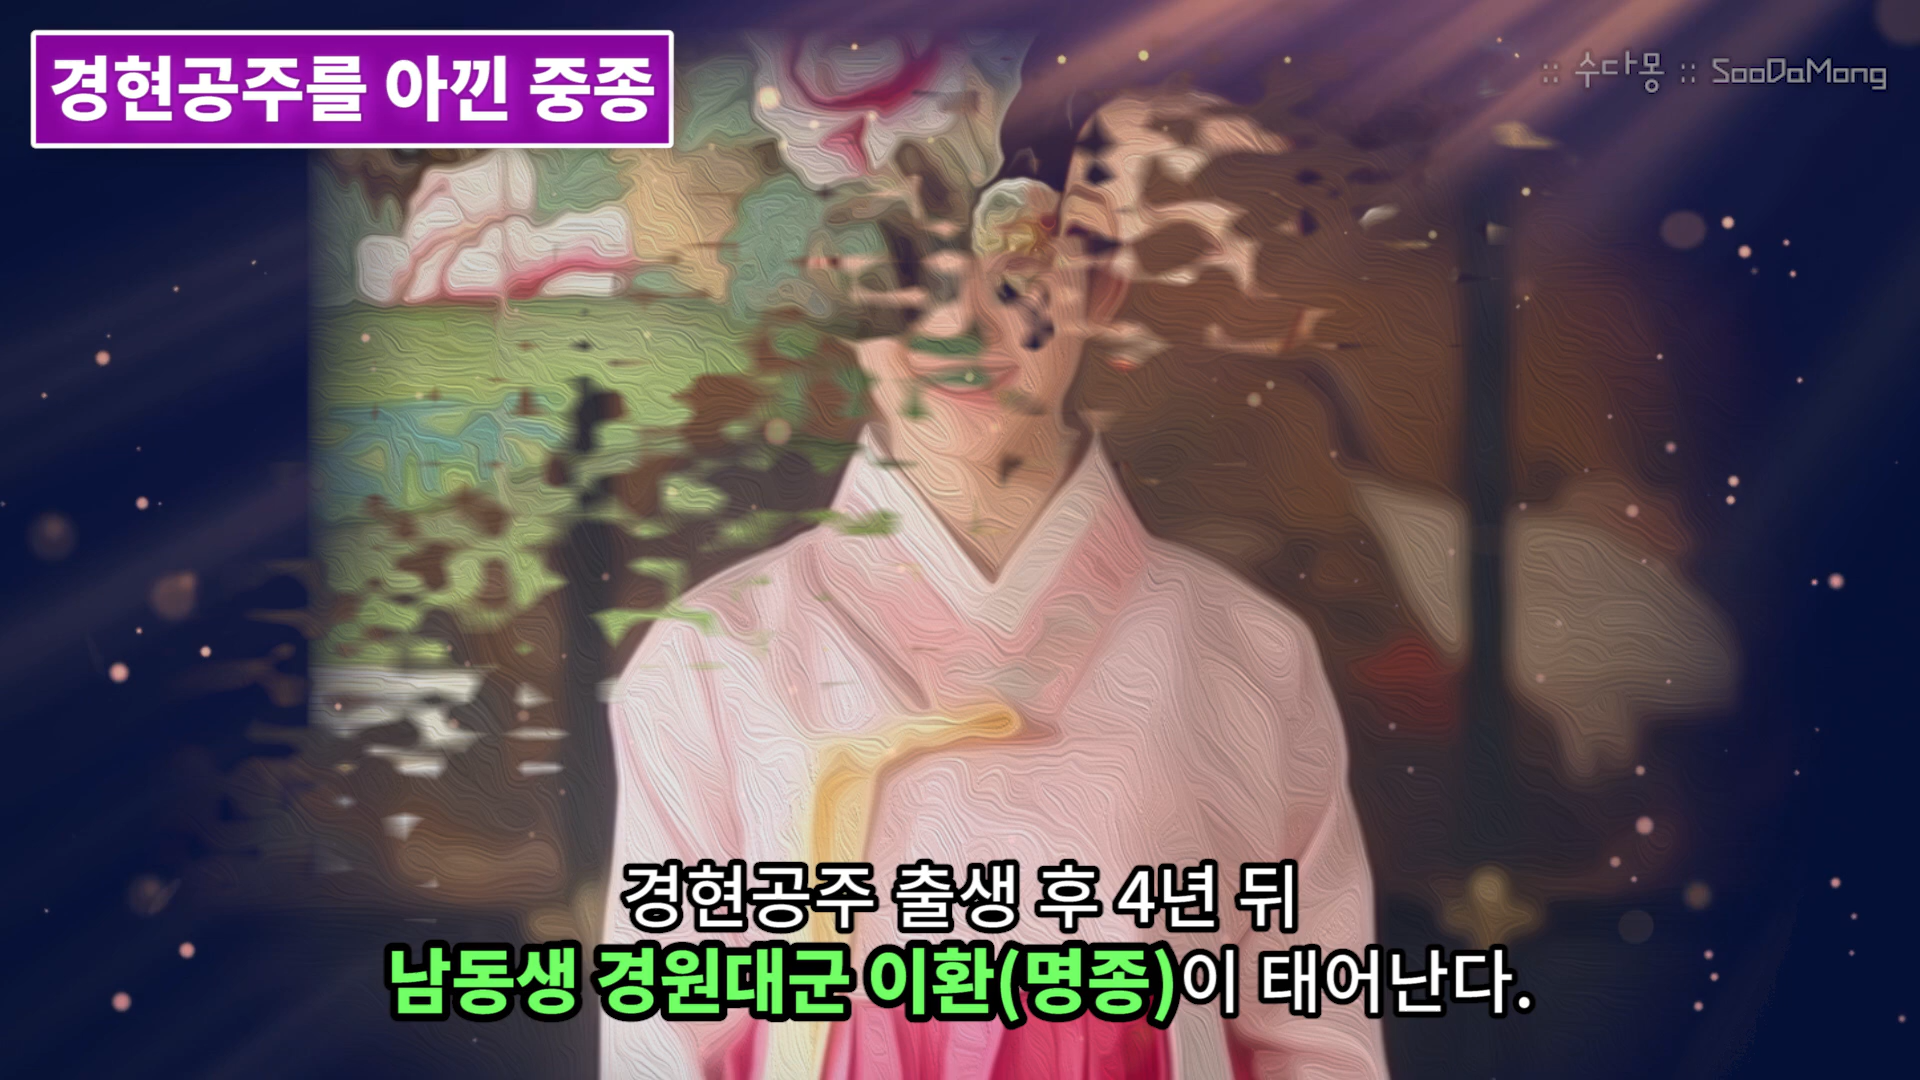 경현공주를 아낀 중종
:: 수다몽 :: SooDaMong
경현공주 출생 후 4년 뒤
남동생 경원대군 이환(명종)이 태어난다.